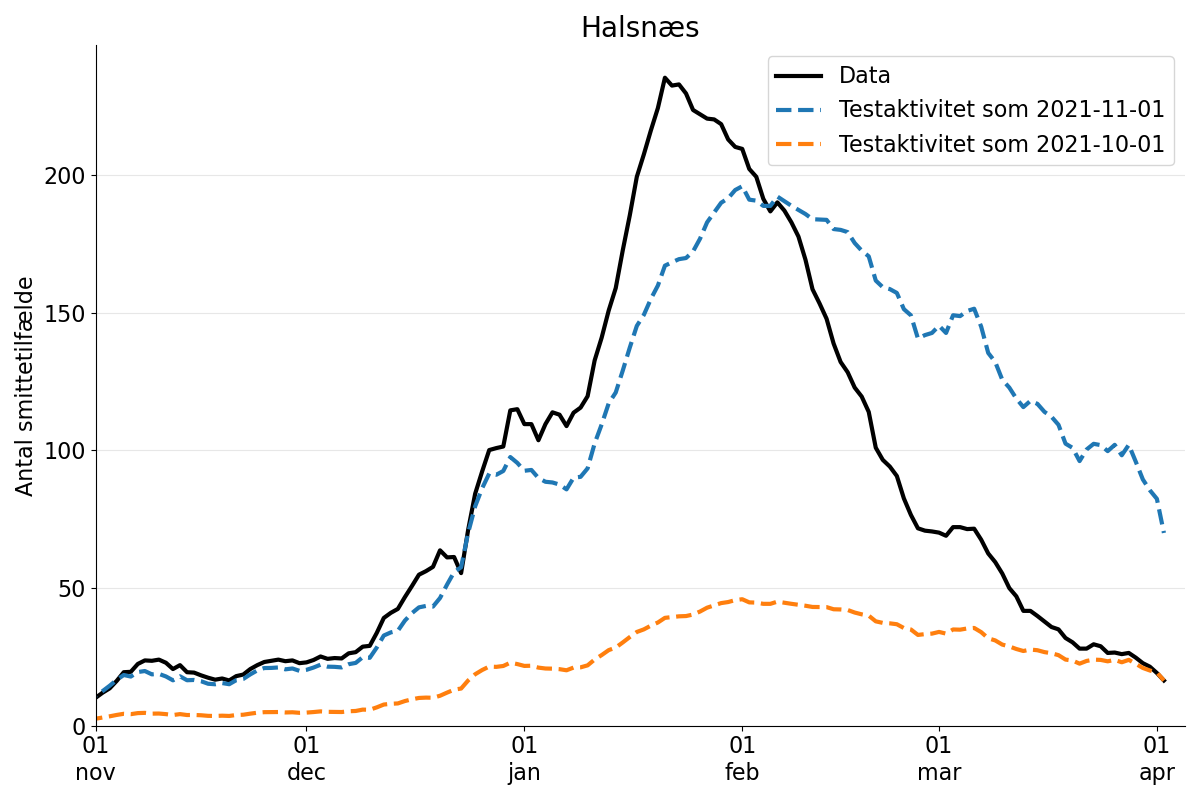 Halsnæs
Data
Testaktivitet som 2021-11-01
Testaktivitet som 2021-10-01
Antal smittetilfælde
200
150
100
50
0
01 01 01 01 01 01
nov dec jan feb mar apr